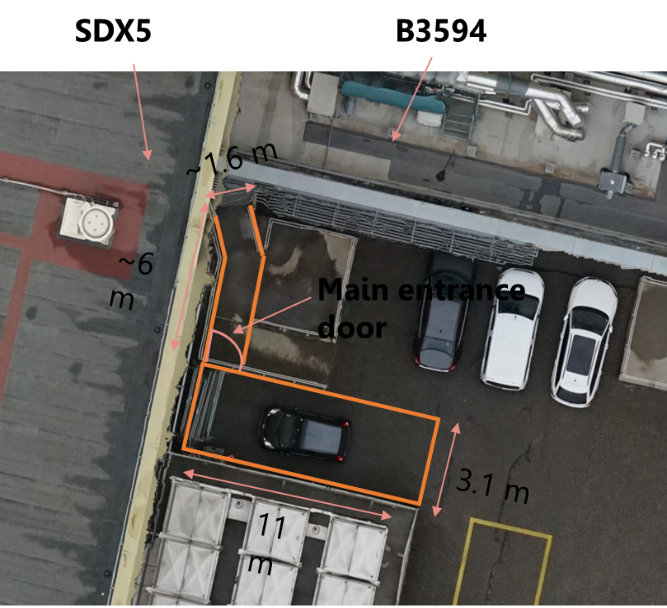 SDX5
B3594
~1.6 m
~6
m
Main entrance
door
3.1 m
11
m